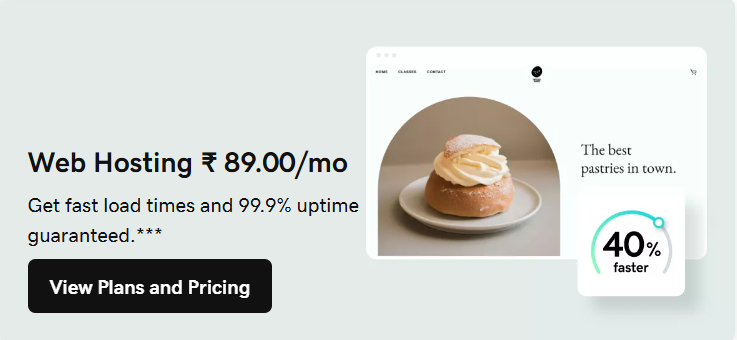 Web Hosting ₹ 89.00/mo
Get fast load times and 99.9% uptime
guaranteed.***
View Plans and Pricing
HOME CLASSES CONTACT
The best
pastries in town.
40%
faster